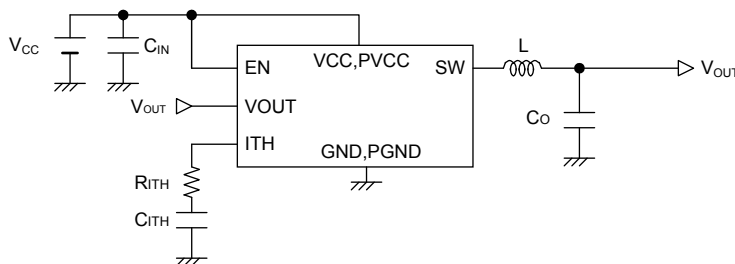 VCC
CIN
VCC,PVCC
EN
SW
L
VOUT
VOUT
VOUT
ITH
GND,PGND
CO
RITH
CITH